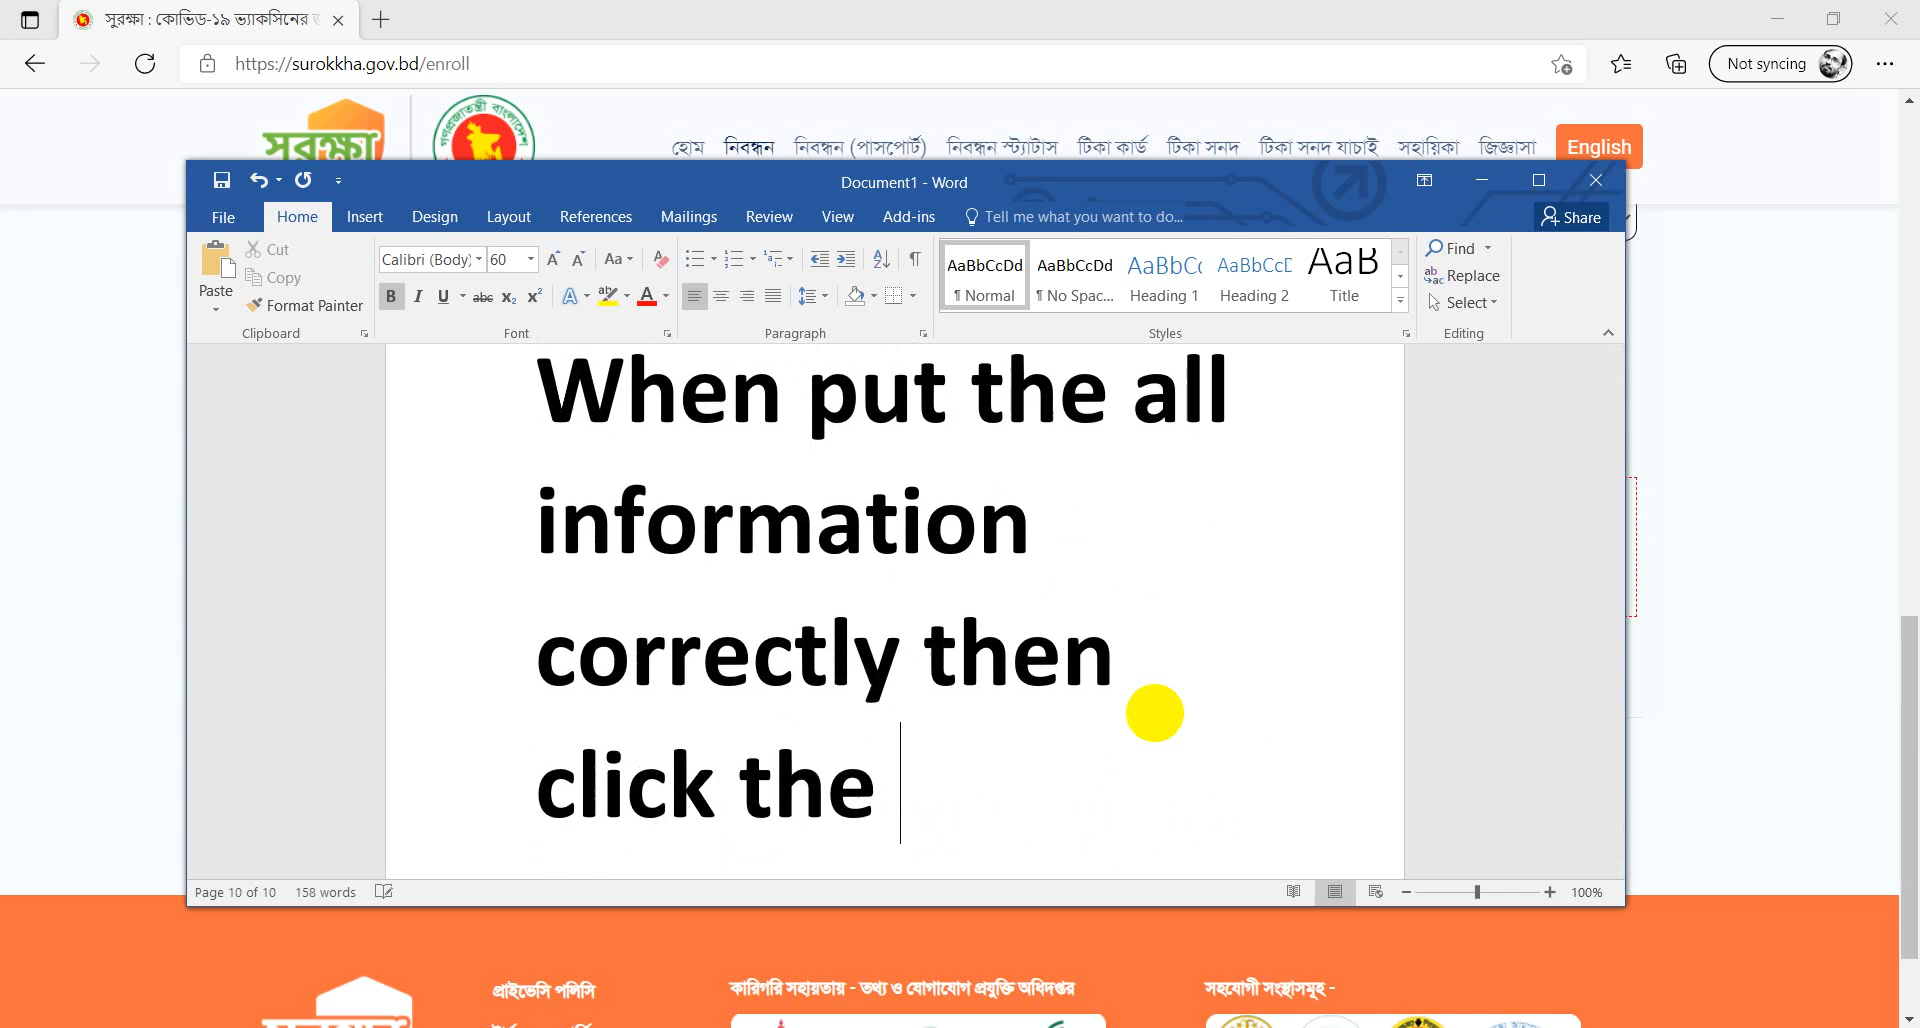 সুরক্ষা : কোভিড-১৯ ভ্যাকসিনের
https://surokkha.gov.bd/enroll
Not syncing
সুরক্ষা
গণপ্রজাতন্ত্রী বাংলাদেশ
হোম নিবন্ধন নিবন্ধন (পাসপোর্ট) নিবন্ধন স্ট্যাটাস টিকা কার্ড টিকা সনদ টিকা সনদ যাচাই সহায়িকা জিজ্ঞাসা English
Document1 - Word
File Home Insert Design Layout References Mailings Review View Add-ins Tell me what you want to do... Share
Paste
Cut
Copy
Format Painter
Clipboard
Calibri (Body) 60
Font
Paragraph
AaBbCcDd AaBbCcDd AaBbCc AaBbCcD AaB
¶ Normal ¶ No Spac... Heading 1 Heading 2 Title
Styles
Find
Replace
Select
Editing
When put the all
information
correctly then
click the
Page 10 of 10 158 words 100%
প্রাইভেসি পলিসি
কারিগরি সহায়তায় - তথ্য ও যোগাযোগ প্রযুক্তি অধিদপ্তর
সহযোগী সংস্থাসমূহ -